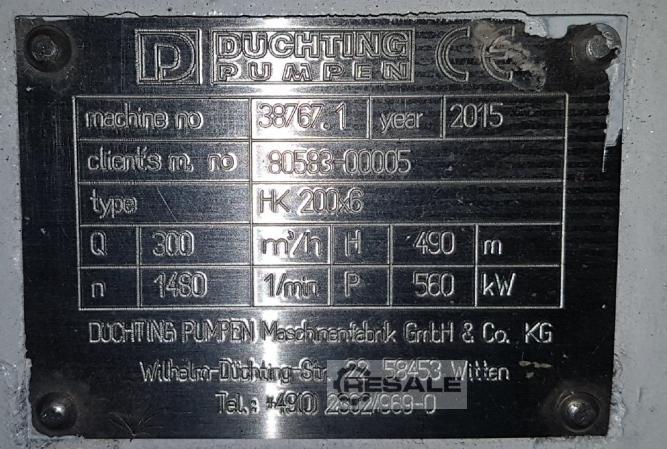 D DÜCHTING PUMPEN CE
machine no 38767.1 year 2015
client's m. no 80583-00005
type HK 200x6
Q 300 m³/h H 490 m
n 1480 1/min P 560 kW
DÜCHTING PUMPEN Maschinenfabrik GmbH & Co. KG
Wilhelm-Düchting-Str. 22, 58453 Witten
RESALE
Tel.: +49(0) 2302/969-0